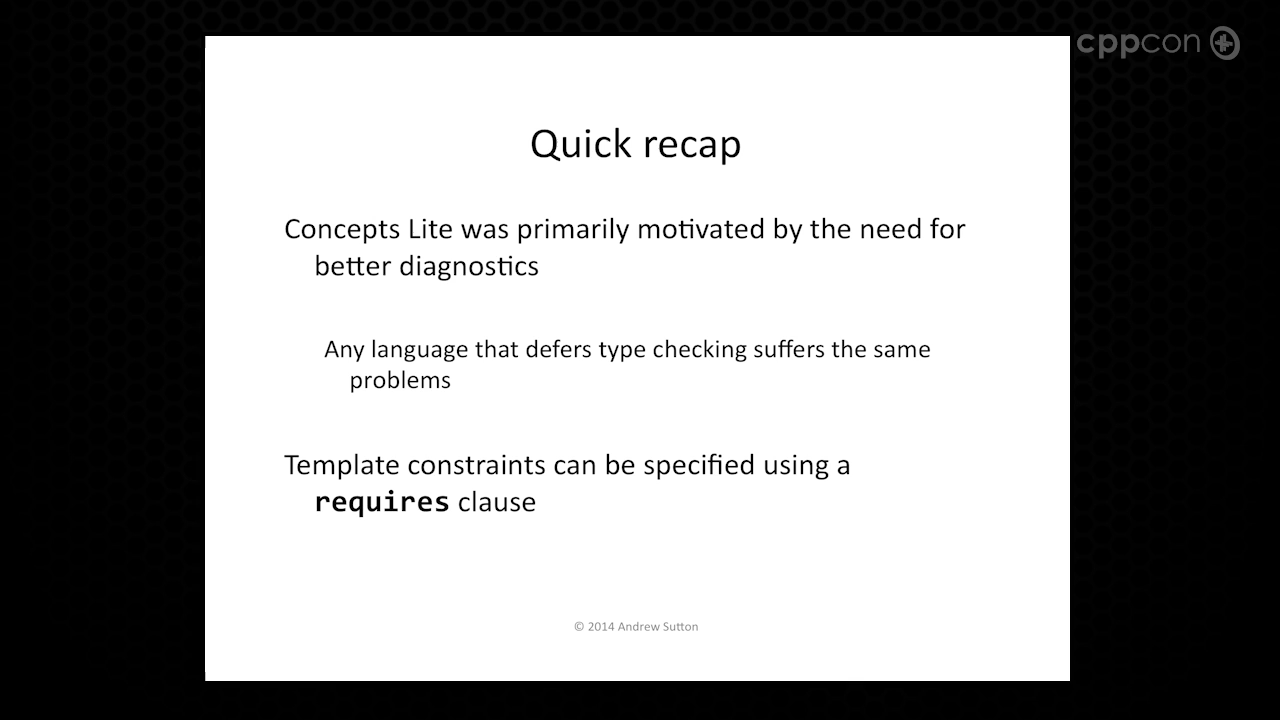 cppcon
Quick recap
Concepts Lite was primarily motivated by the need for
better diagnostics
Any language that defers type checking suffers the same
problems
Template constraints can be specified using a
requires clause
© 2014 Andrew Sutton